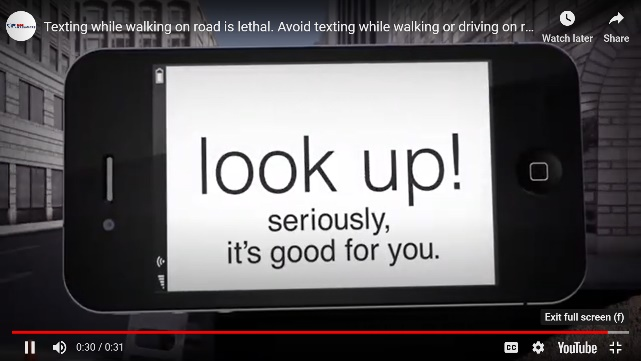 Texting while walking on road is lethal. Avoid texting while walking or driving on r...
Watch later
Share
look up!
seriously,
it's good for you.
Exit full screen (f)
0:30 / 0:31
CC
YouTube